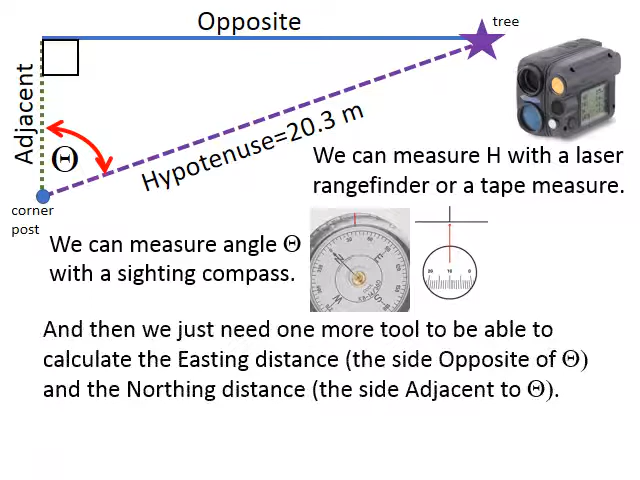 Opposite
tree
Adjacent
Θ
Hypotenuse=20.3 m
We can measure H with a laser
rangefinder or a tape measure.
corner
post
We can measure angle Θ
with a sighting compass.
And then we just need one more tool to be able to
calculate the Easting distance (the side Opposite of Θ)
and the Northing distance (the side Adjacent to Θ).